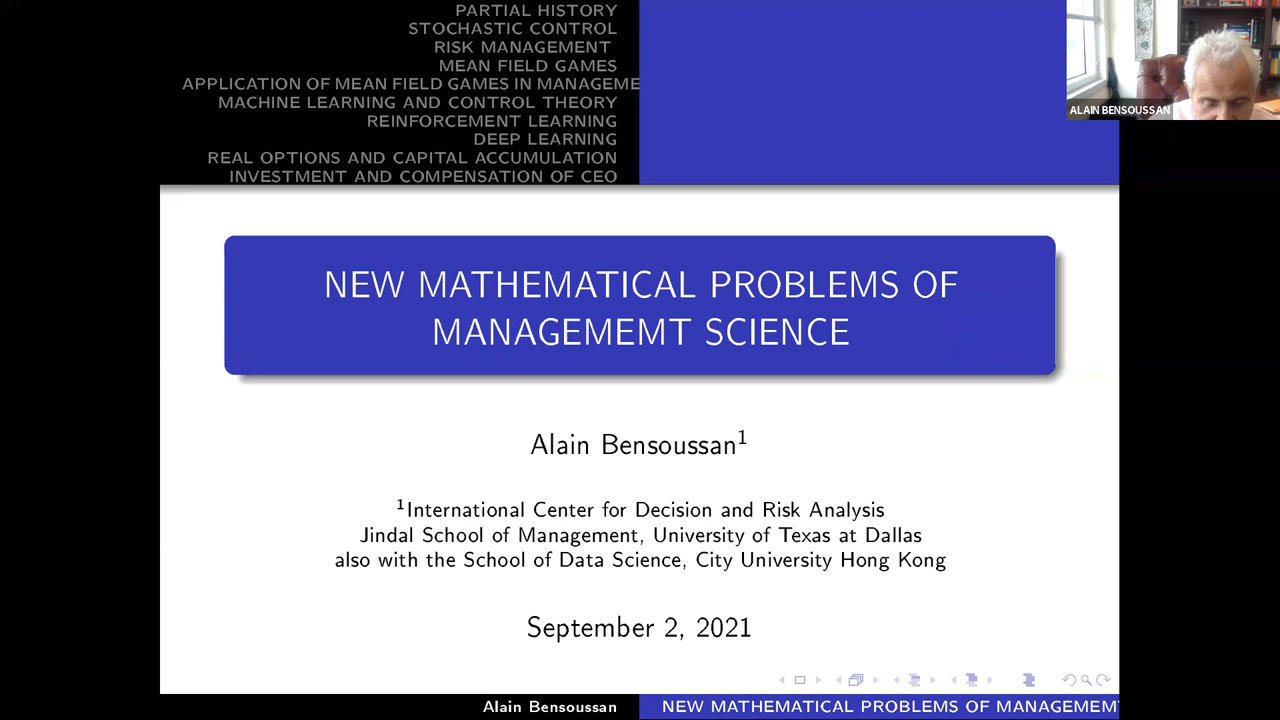 PARTIAL HISTORY
STOCHASTIC CONTROL
RISK MANAGEMENT
MEAN FIELD GAMES
APPLICATION OF MEAN FIELD GAMES IN MANAGEME
MACHINE LEARNING AND CONTROL THEORY
REINFORCEMENT LEARNING
DEEP LEARNING
REAL OPTIONS AND CAPITAL ACCUMULATION
INVESTMENT AND COMPENSATION OF CEO
ALAIN BENSOUSSAN
NEW MATHEMATICAL PROBLEMS OF
MANAGEMEMT SCIENCE
Alain Bensoussan¹
¹International Center for Decision and Risk Analysis
Jindal School of Management, University of Texas at Dallas
also with the School of Data Science, City University Hong Kong
September 2, 2021
Alain Bensoussan
NEW MATHEMATICAL PROBLEMS OF MANAGEMEM